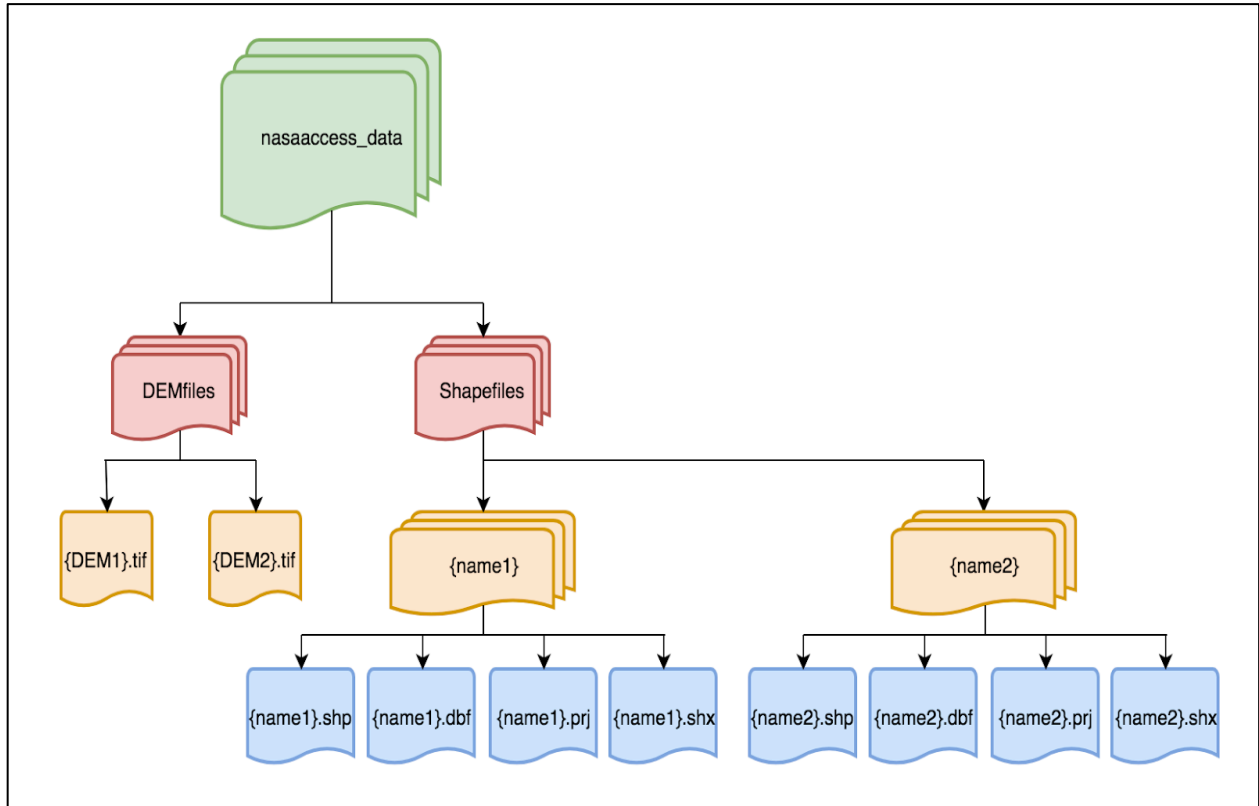 nasaaccess_data
DEMfiles
Shapefiles
{DEM1}.tif
{DEM2}.tif
{name1}
{name2}
{name1}.shp
{name1}.dbf
{name1}.prj
{name1}.shx
{name2}.shp
{name2}.dbf
{name2}.prj
{name2}.shx